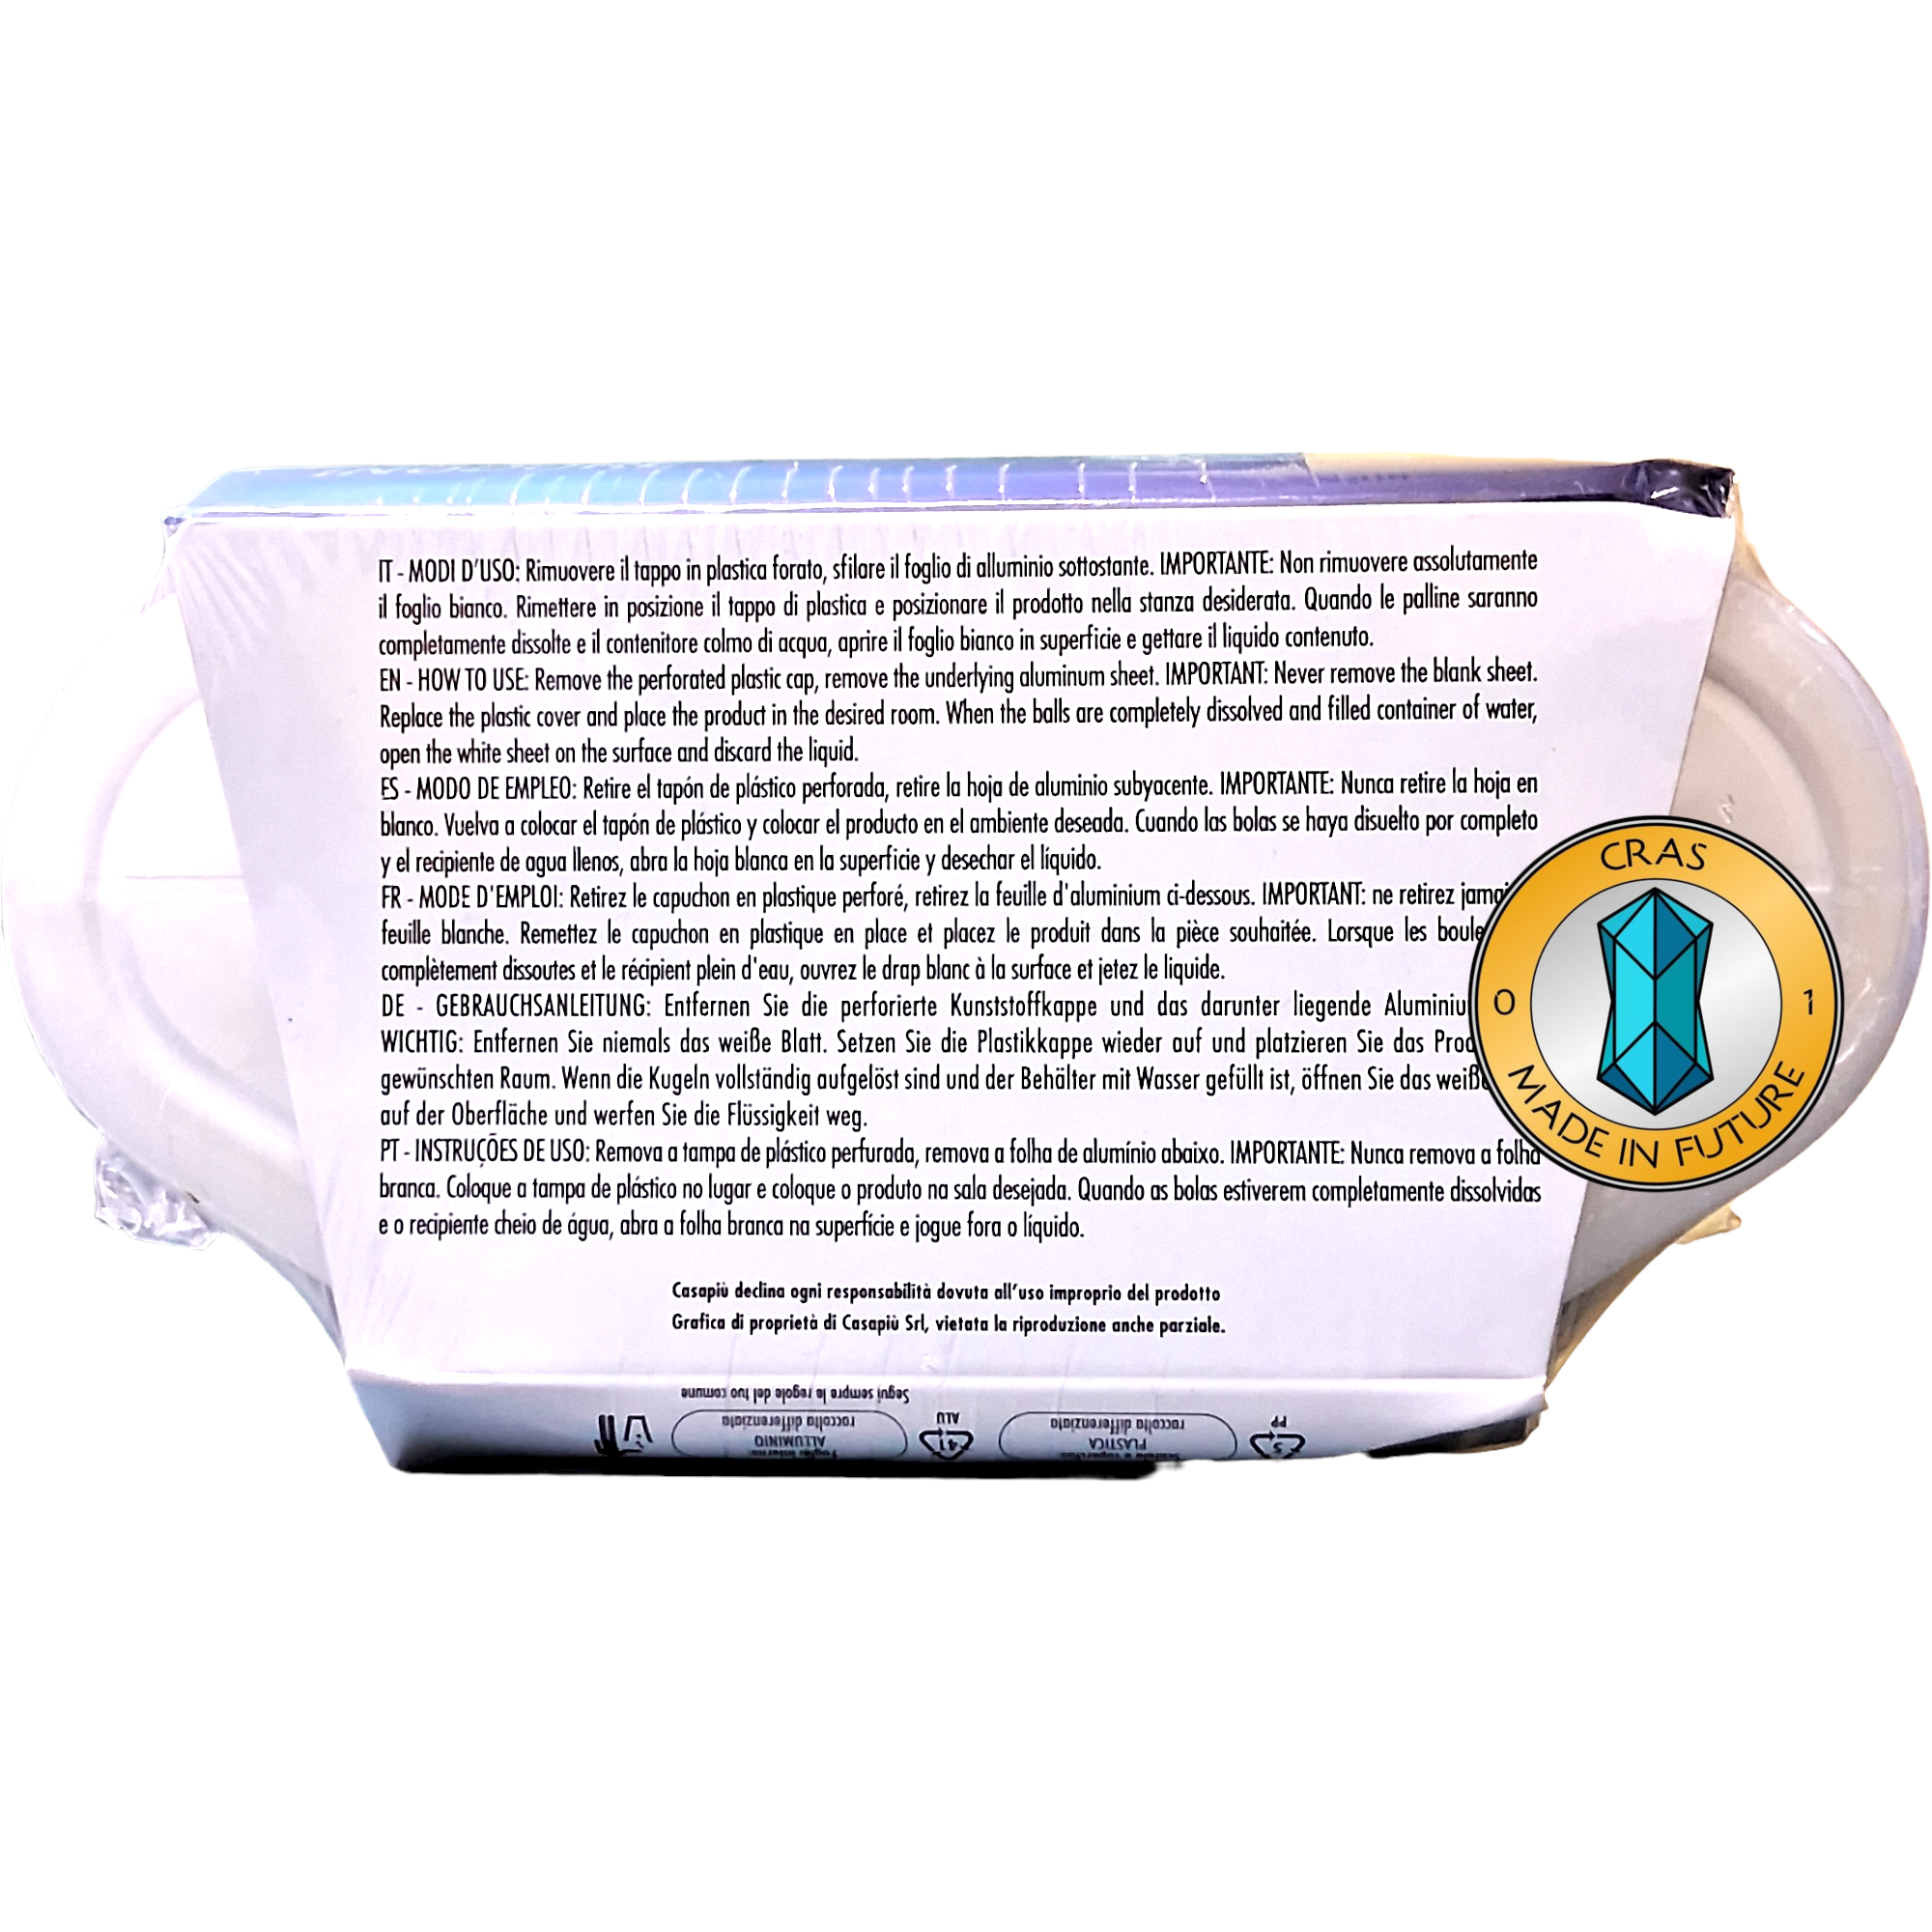 IT - MODI D'USO: Rimuovere il tappo in plastica forato, sfilare il foglio di alluminio sottostante. IMPORTANTE: Non rimuovere assolutamente
il foglio bianco. Rimettere in posizione il tappo di plastica e posizionare il prodotto nella stanza desiderata. Quando le palline saranno
completamente dissolte e il contenitore colmo di acqua, aprire il foglio bianco in superficie e gettare il liquido contenuto.
EN - HOW TO USE: Remove the perforated plastic cap, remove the underlying aluminum sheet. IMPORTANT: Never remove the blank sheet.
Replace the plastic cover and place the product in the desired room. When the balls are completely dissolved and filled container of water,
open the white sheet on the surface and discard the liquid.
ES - MODO DE EMPLEO: Retire el tapón de plástico perforada, retire la hoja de aluminio subyacente. IMPORTANTE: Nunca retire la hoja en
blanco. Vuelva a colocar el tapón de plástico y colocar el producto en el ambiente deseada. Cuando las bolas se haya disuelto por completo
y el recipiente de agua llenos, abra la hoja blanca en la superficie y desechar el líquido.
FR - MODE D'EMPLOI: Retirez le capuchon en plastique perforé, retirez la feuille d'aluminium ci-dessous. IMPORTANT: ne retirez
feuille blanche. Remettez le capuchon en plastique en place et placez le produit dans la pièce souhaitée. Lorsque les
complètement dissoutes et le récipient plein d'eau, ouvrez le drap blanc à la surface et jetez le liquide.
DE - GEBRAUCHSANLEITUNG: Entfernen Sie die perforierte Kunststoffkappe und das darunter liegende
WICHTIG: Entfernen Sie niemals das weiße Blatt. Setzen Sie die Plastikkappe wieder auf und platzieren Sie das
gewünschten Raum. Wenn die Kugeln vollständig aufgelöst sind und der Behälter mit Wasser gefüllt ist, öffnen Sie das
auf der Oberfläche und werfen Sie die Flüssigkeit weg.
PT - INSTRUÇÕES DE USO: Remova a tampa de plástico perfurada, remova a folha de alumínio abaixo. IMPORTANTE: Nunca remova a folha
branca. Coloque a tampa de plástico no lugar e coloque o produto na sala desejada. Quando as bolas estiverem completamente dissolvidas
e o recipiente cheio de água, abra a folha branca na superfície e jogue fora o líquido.
Casapiù declina ogni responsabilità dovuta all'uso improprio del prodotto
Grafica di proprietà di Casapiù Srl, vietata la riproduzione anche parziale.
Segui sempre le regole del tuo comune
raccolta differenziata
ALLUMINIO
41
ALU
raccolta differenziata
PLASTICA
5
PP
CRAS
0 1
MADE IN FUTURE